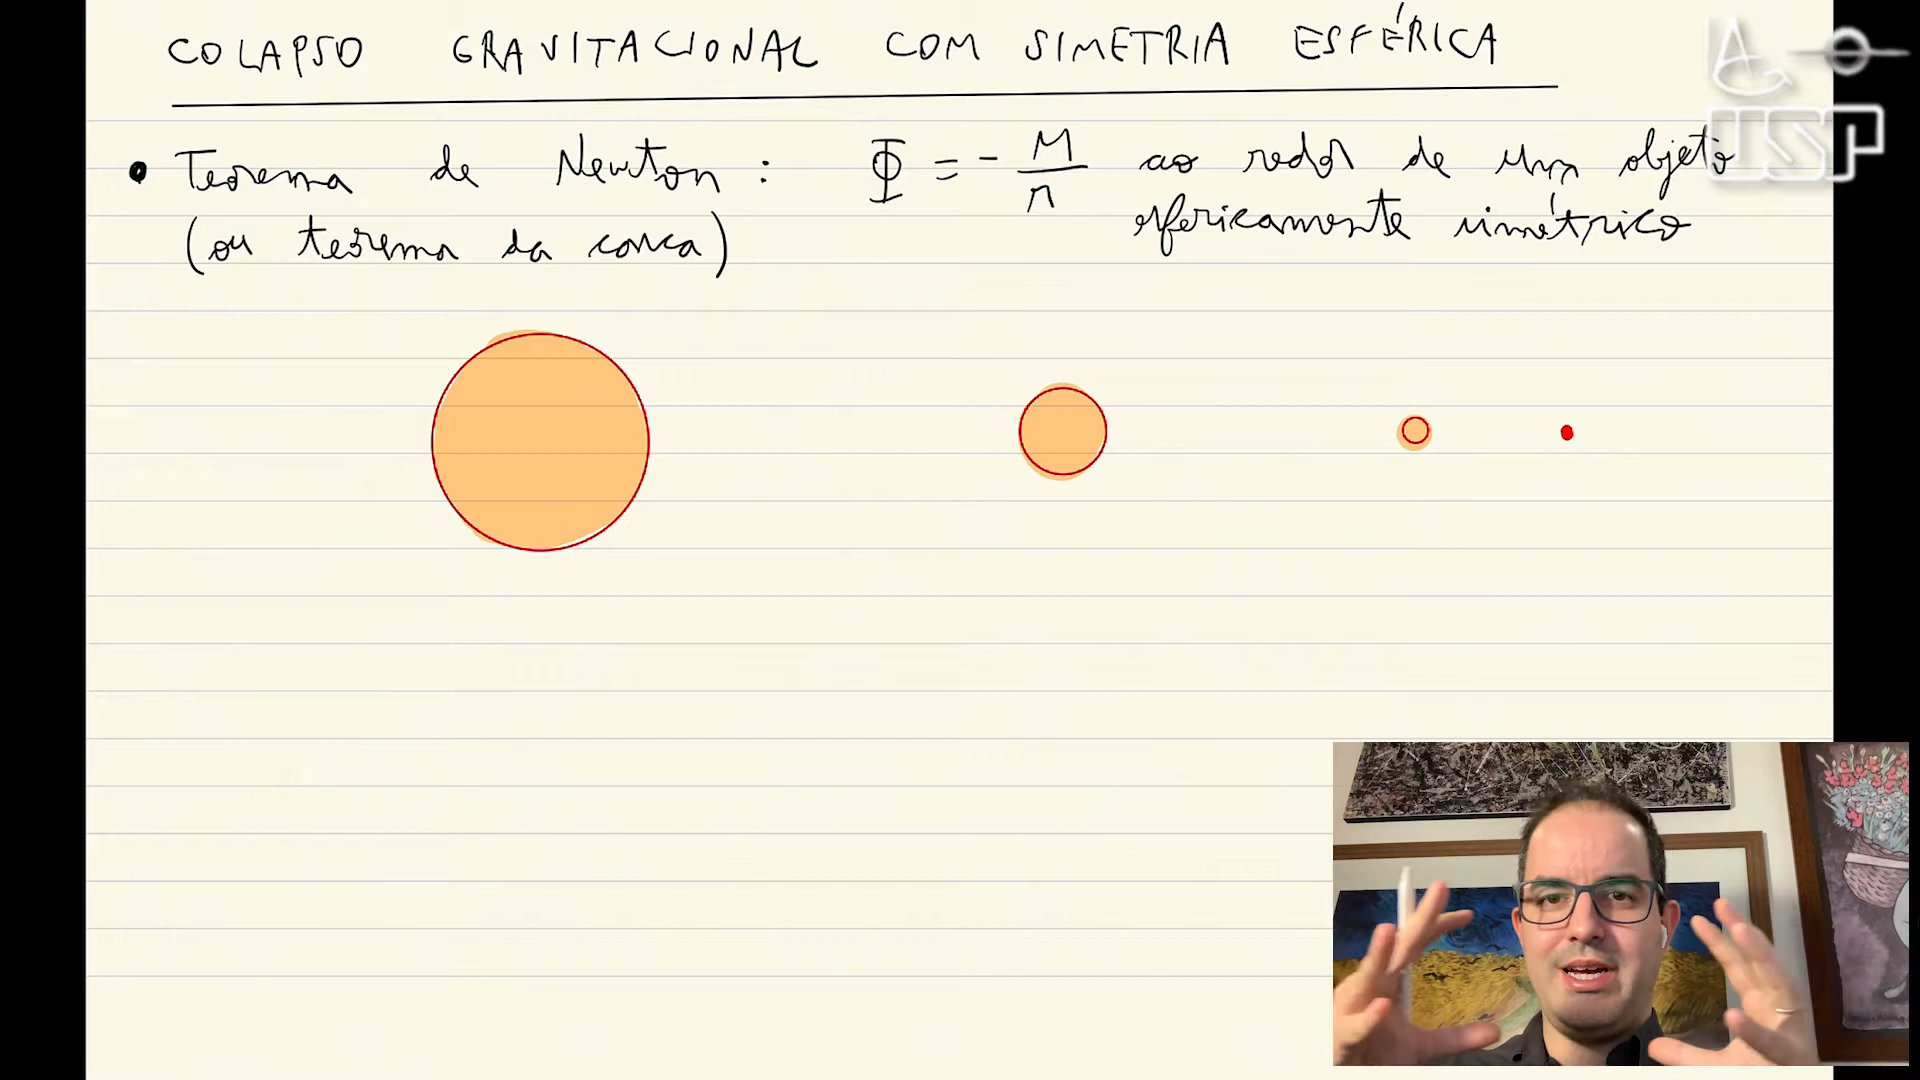 COLAPSO GRAVITACIONAL COM SIMETRIA ESFÉRICA
• Teorema de Newton : Φ = - M/r ao redor de um objeto
(ou teorema da casca) esfericamente simétrico
IAG
USP